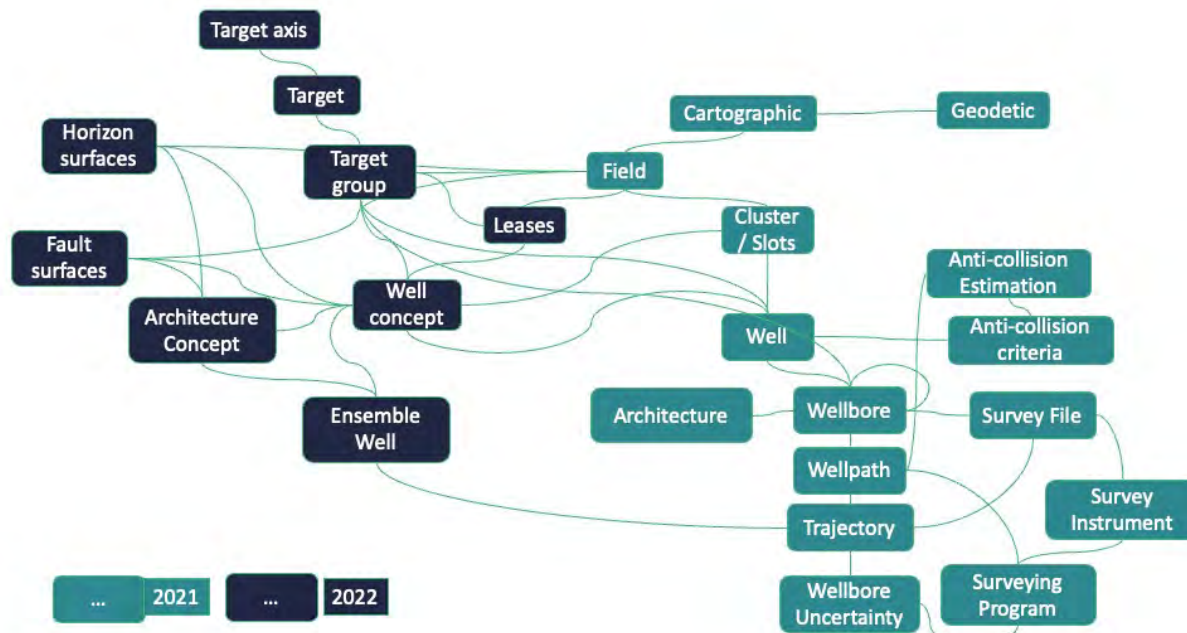 Target axis
Target
Cartographic
Geodetic
Horizon
surfaces
Target
group
Field
Leases
Cluster
/ Slots
Fault
surfaces
Anti-collision
Estimation
Well
concept
Architecture
Concept
Well
Anti-collision
criteria
Ensemble
Well
Architecture
Wellbore
Survey File
Wellpath
Survey
Instrument
Trajectory
... 2021 ... 2022
Wellbore
Uncertainty
Surveying
Program